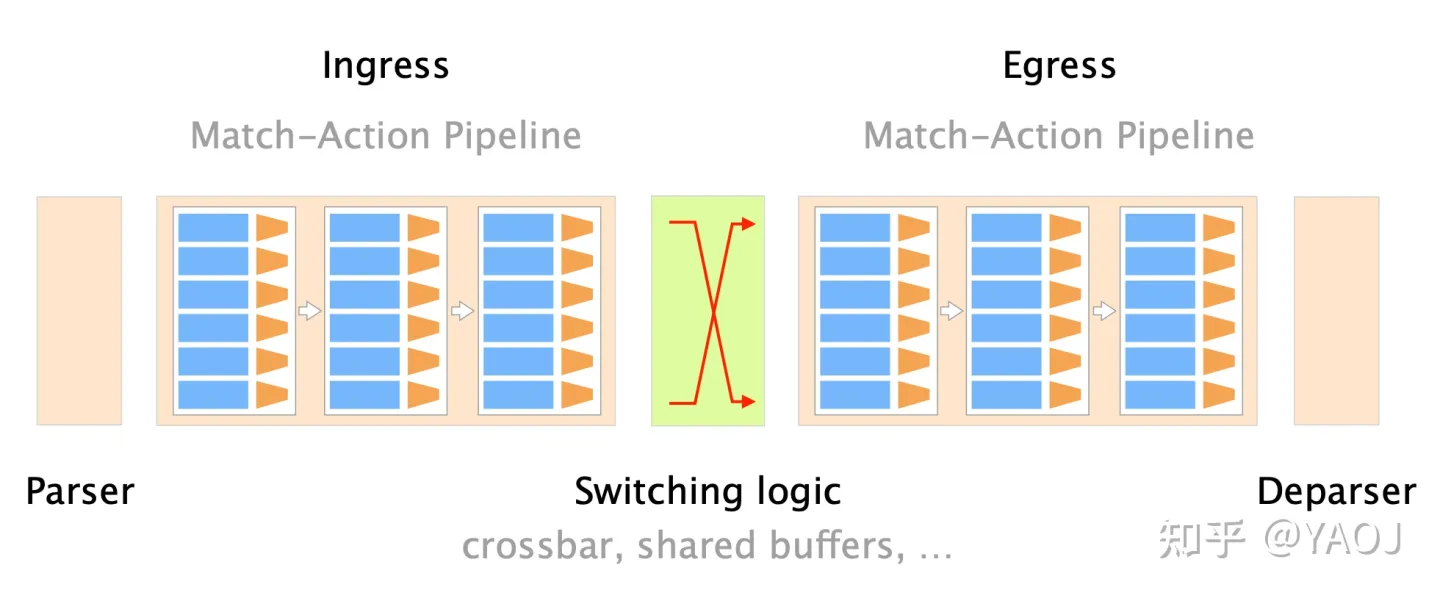 Ingress
Egress
Match-Action Pipeline
Match-Action Pipeline
Parser
Switching logic
Deparser
crossbar, shared buffers, ...
知乎 @YAOJ